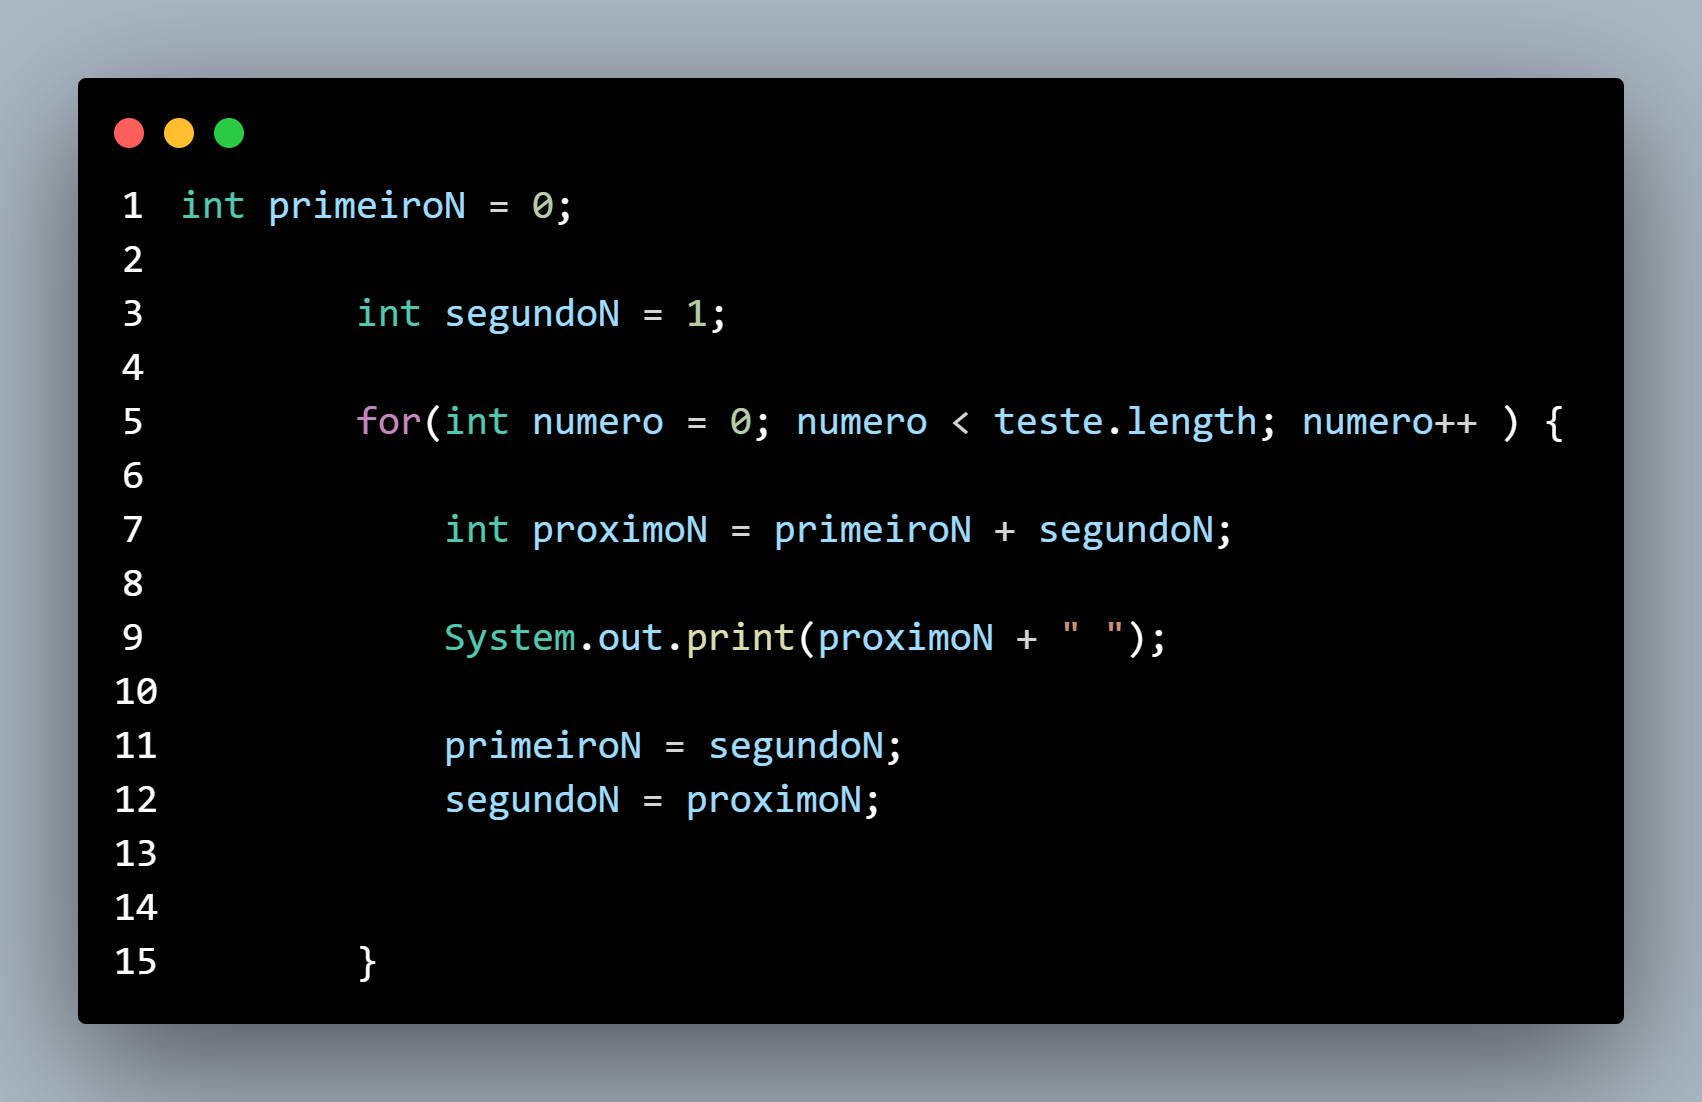 1 int primeiroN = 0;
2
3         int segundoN = 1;
4
5         for(int numero = 0; numero < teste.length; numero++ ) {
6
7             int proximoN = primeiroN + segundoN;
8
9             System.out.print(proximoN + " ");
10
11             primeiroN = segundoN;
12             segundoN = proximoN;
13
14
15         }